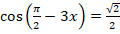 cos(π/2 − 3x) = √2/2